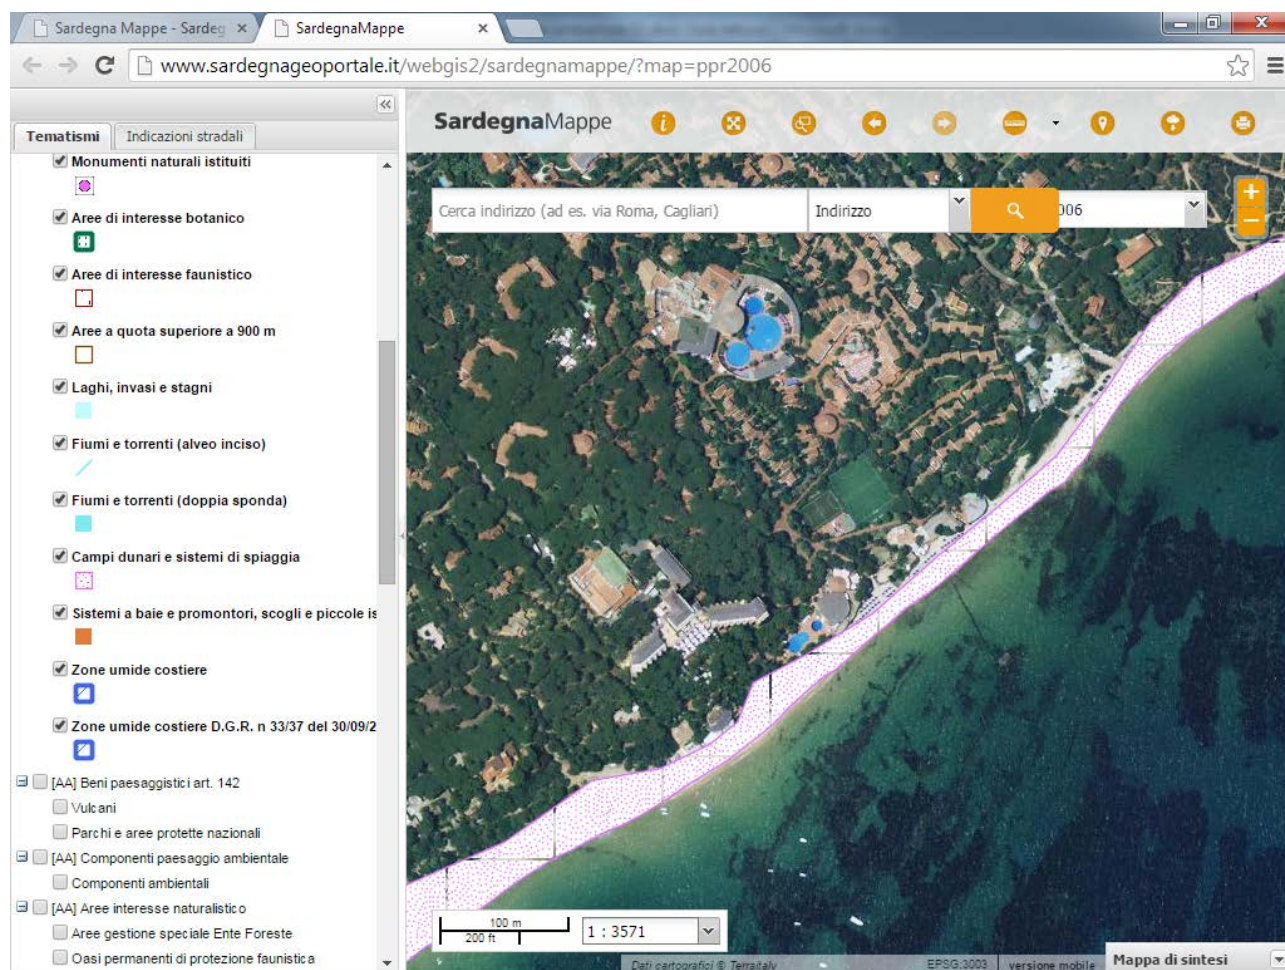 Sardegna Mappe - Sardeg
SardegnaMappe
www.sardegnageoportale.it/webgis2/sardegnamappe/?map=ppr2006
Tematismi
Indicazioni stradali
SardegnaMappe
Monumenti naturali istituiti
Cerca indirizzo (ad es. via Roma, Cagliari)
Indirizzo
006
Aree di interesse botanico
Aree di interesse faunistico
Aree a quota superiore a 900 m
Laghi, invasi e stagni
Fiumi e torrenti (alveo inciso)
Fiumi e torrenti (doppia sponda)
Campi dunari e sistemi di spiaggia
Sistemi a baie e promontori, scogli e piccole is
Zone umide costiere
Zone umide costiere D.G.R. n 33/37 del 30/09/2
[AA] Beni paesaggistici art. 142
Vulcani
Parchi e aree protette nazionali
[AA] Componenti paesaggio ambientale
Componenti ambientali
[AA] Aree interesse naturalistico
Aree gestione speciale Ente Foreste
Oasi permanenti di protezione faunistica
100 m
200 ft
1 : 3571
Dati cartografici © Terraitaly
EPSG:3003
versione mobile
Mappa di sintesi